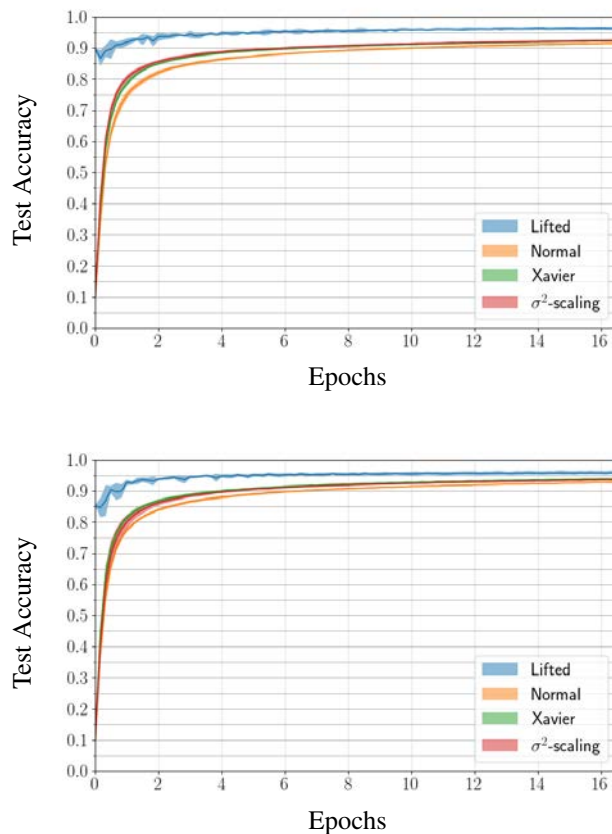 1.0
0.9
0.8
0.7
0.6
0.5
0.4
0.3
0.2
0.1
0.0
Test Accuracy
Lifted
Normal
Xavier
σ²-scaling
0 2 4 6 8 10 12 14 16
Epochs
1.0
0.9
0.8
0.7
0.6
0.5
0.4
0.3
0.2
0.1
0.0
Test Accuracy
Lifted
Normal
Xavier
σ²-scaling
0 2 4 6 8 10 12 14 16
Epochs